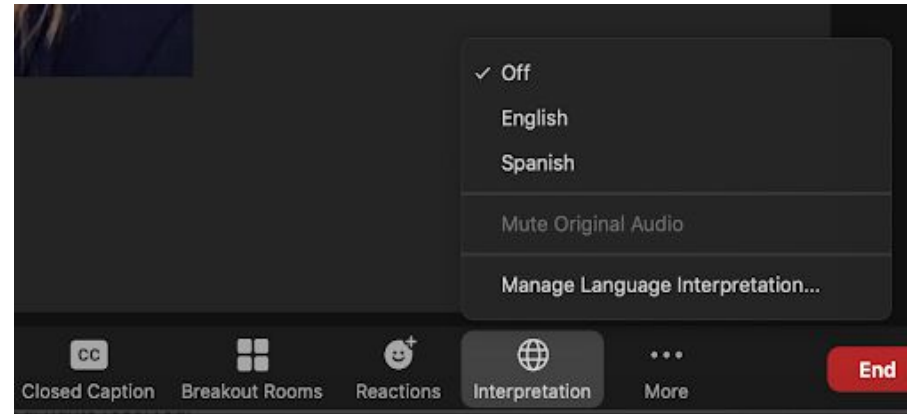 ✓ Off
English
Spanish
Mute Original Audio
Manage Language Interpretation...
CC
Closed Caption
Breakout Rooms
Reactions
Interpretation
More
End